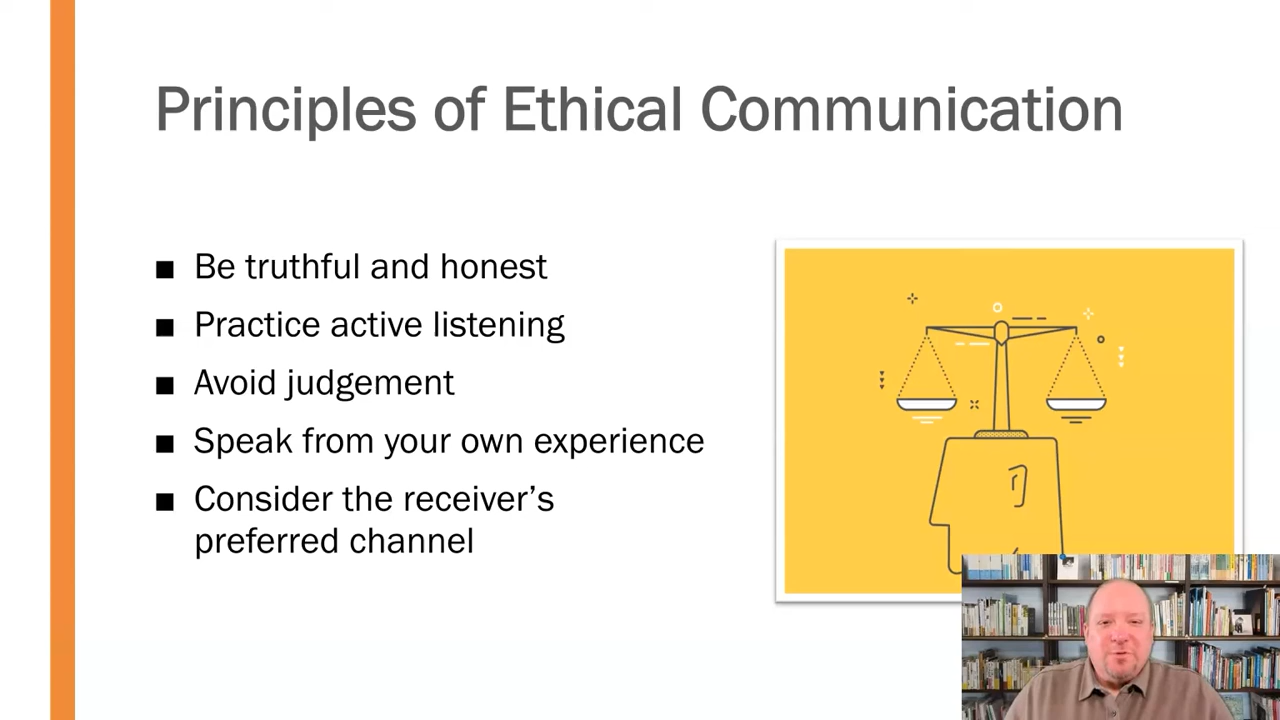 Principles of Ethical Communication
■ Be truthful and honest
■ Practice active listening
■ Avoid judgement
■ Speak from your own experience
■ Consider the receiver’s
preferred channel